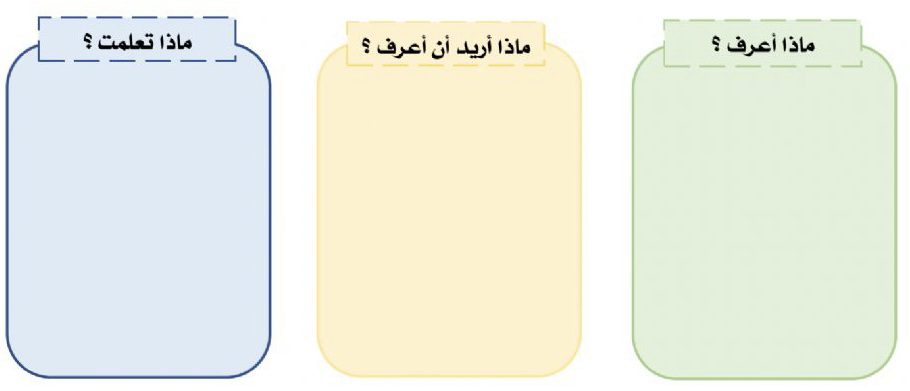 ماذا أعرف ؟
ماذا أريد أن أعرف ؟
ماذا تعلمت ؟